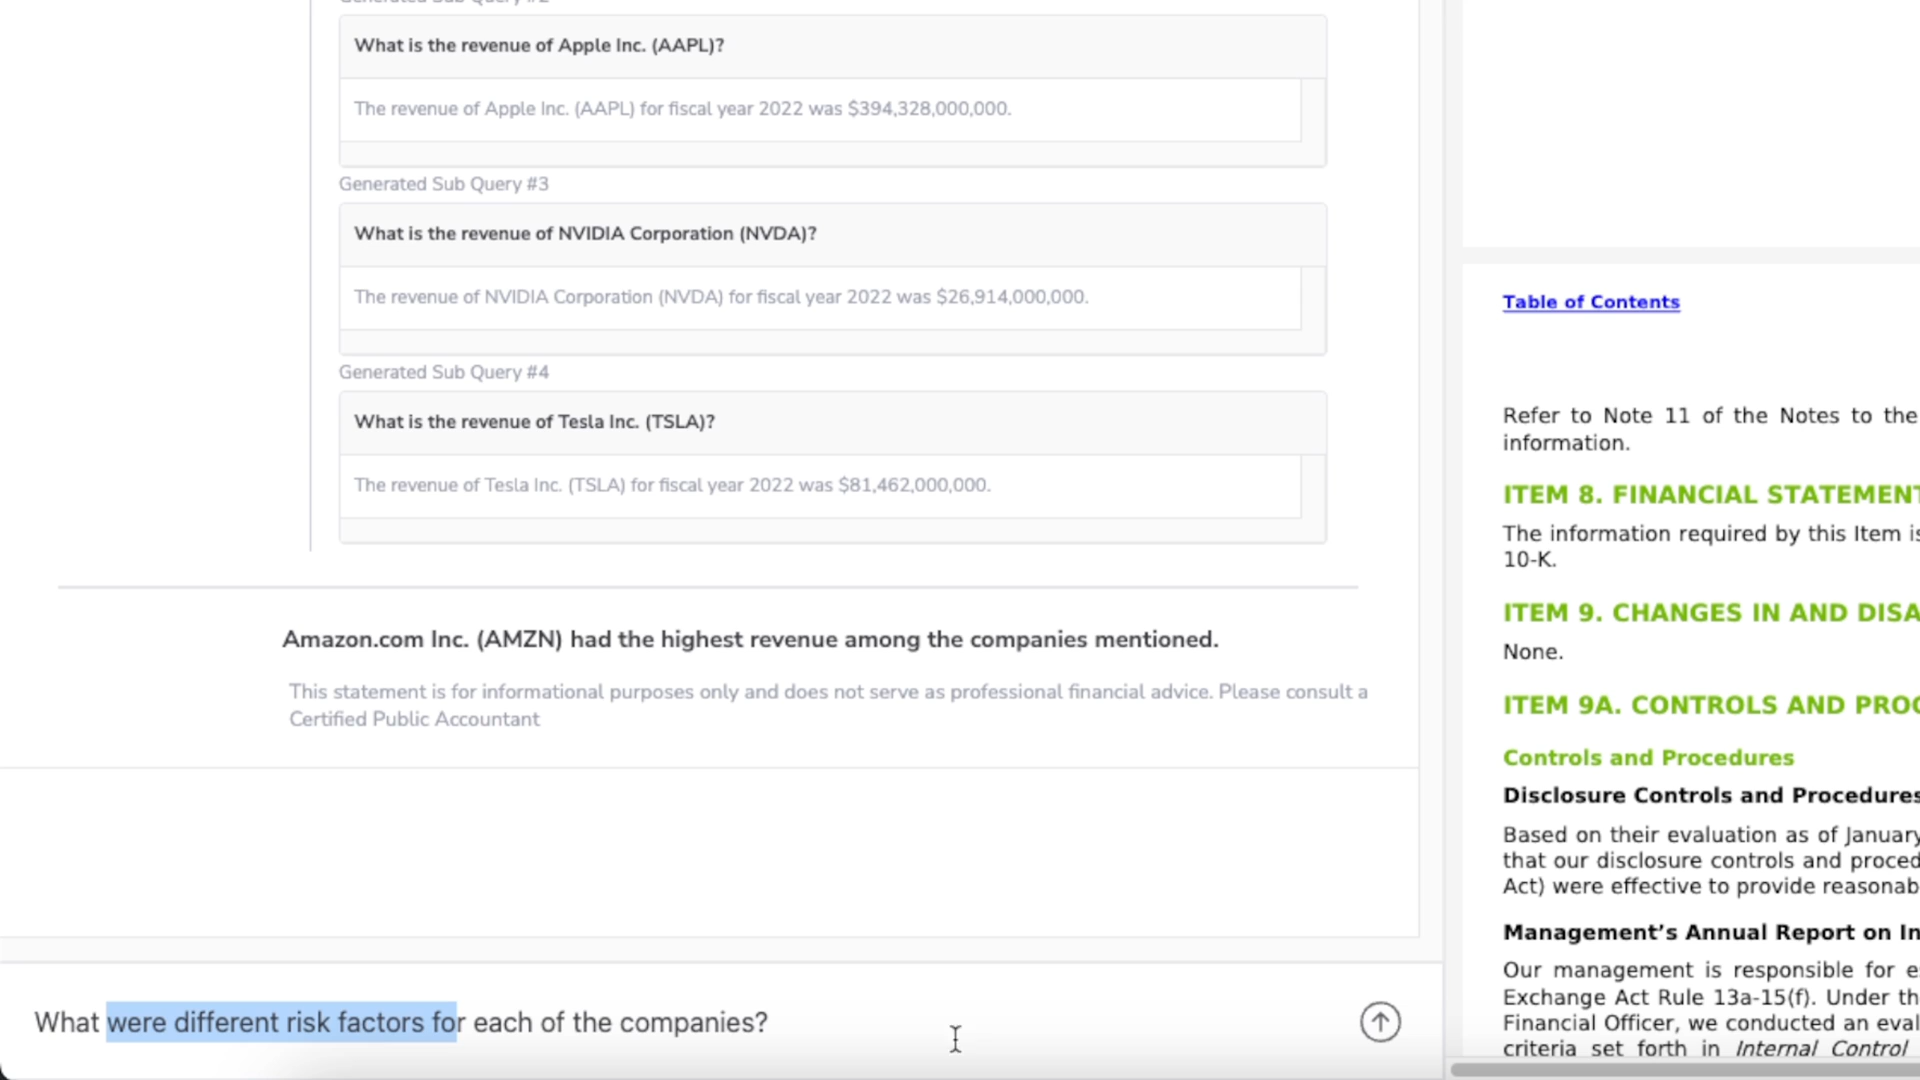 Generated Sub Query #2
What is the revenue of Apple Inc. (AAPL)?
The revenue of Apple Inc. (AAPL) for fiscal year 2022 was $394,328,000,000.
Generated Sub Query #3
What is the revenue of NVIDIA Corporation (NVDA)?
The revenue of NVIDIA Corporation (NVDA) for fiscal year 2022 was $26,914,000,000.
Generated Sub Query #4
What is the revenue of Tesla Inc. (TSLA)?
The revenue of Tesla Inc. (TSLA) for fiscal year 2022 was $81,462,000,000.
Amazon.com Inc. (AMZN) had the highest revenue among the companies mentioned.
This statement is for informational purposes only and does not serve as professional financial advice. Please consult a
Certified Public Accountant
What were different risk factors for each of the companies?
Table of Contents
Refer to Note 11 of the Notes to the
information.
ITEM 8. FINANCIAL STATEMENT
The information required by this Item is
10-K.
ITEM 9. CHANGES IN AND DISA
None.
ITEM 9A. CONTROLS AND PROC
Controls and Procedures
Disclosure Controls and Procedures
Based on their evaluation as of January
that our disclosure controls and proced
Act) were effective to provide reasonab
Management's Annual Report on In
Our management is responsible for e
Exchange Act Rule 13a-15(f). Under th
Financial Officer, we conducted an eval
criteria set forth in Internal Control